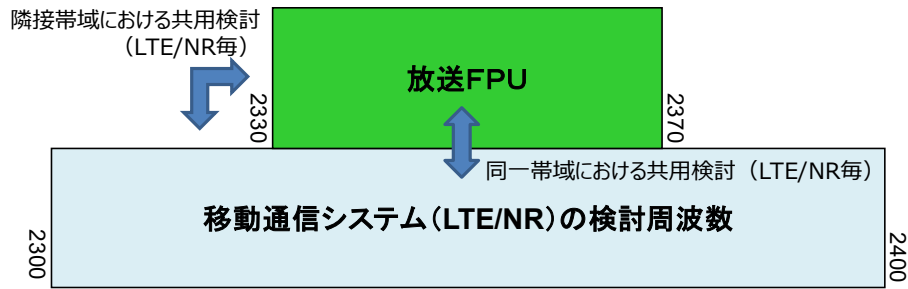 隣接帯域における共用検討
（LTE/NR毎）
放送FPU
2330
2370
同一帯域における共用検討（LTE/NR毎）
移動通信システム（LTE/NR）の検討周波数
2300
2400